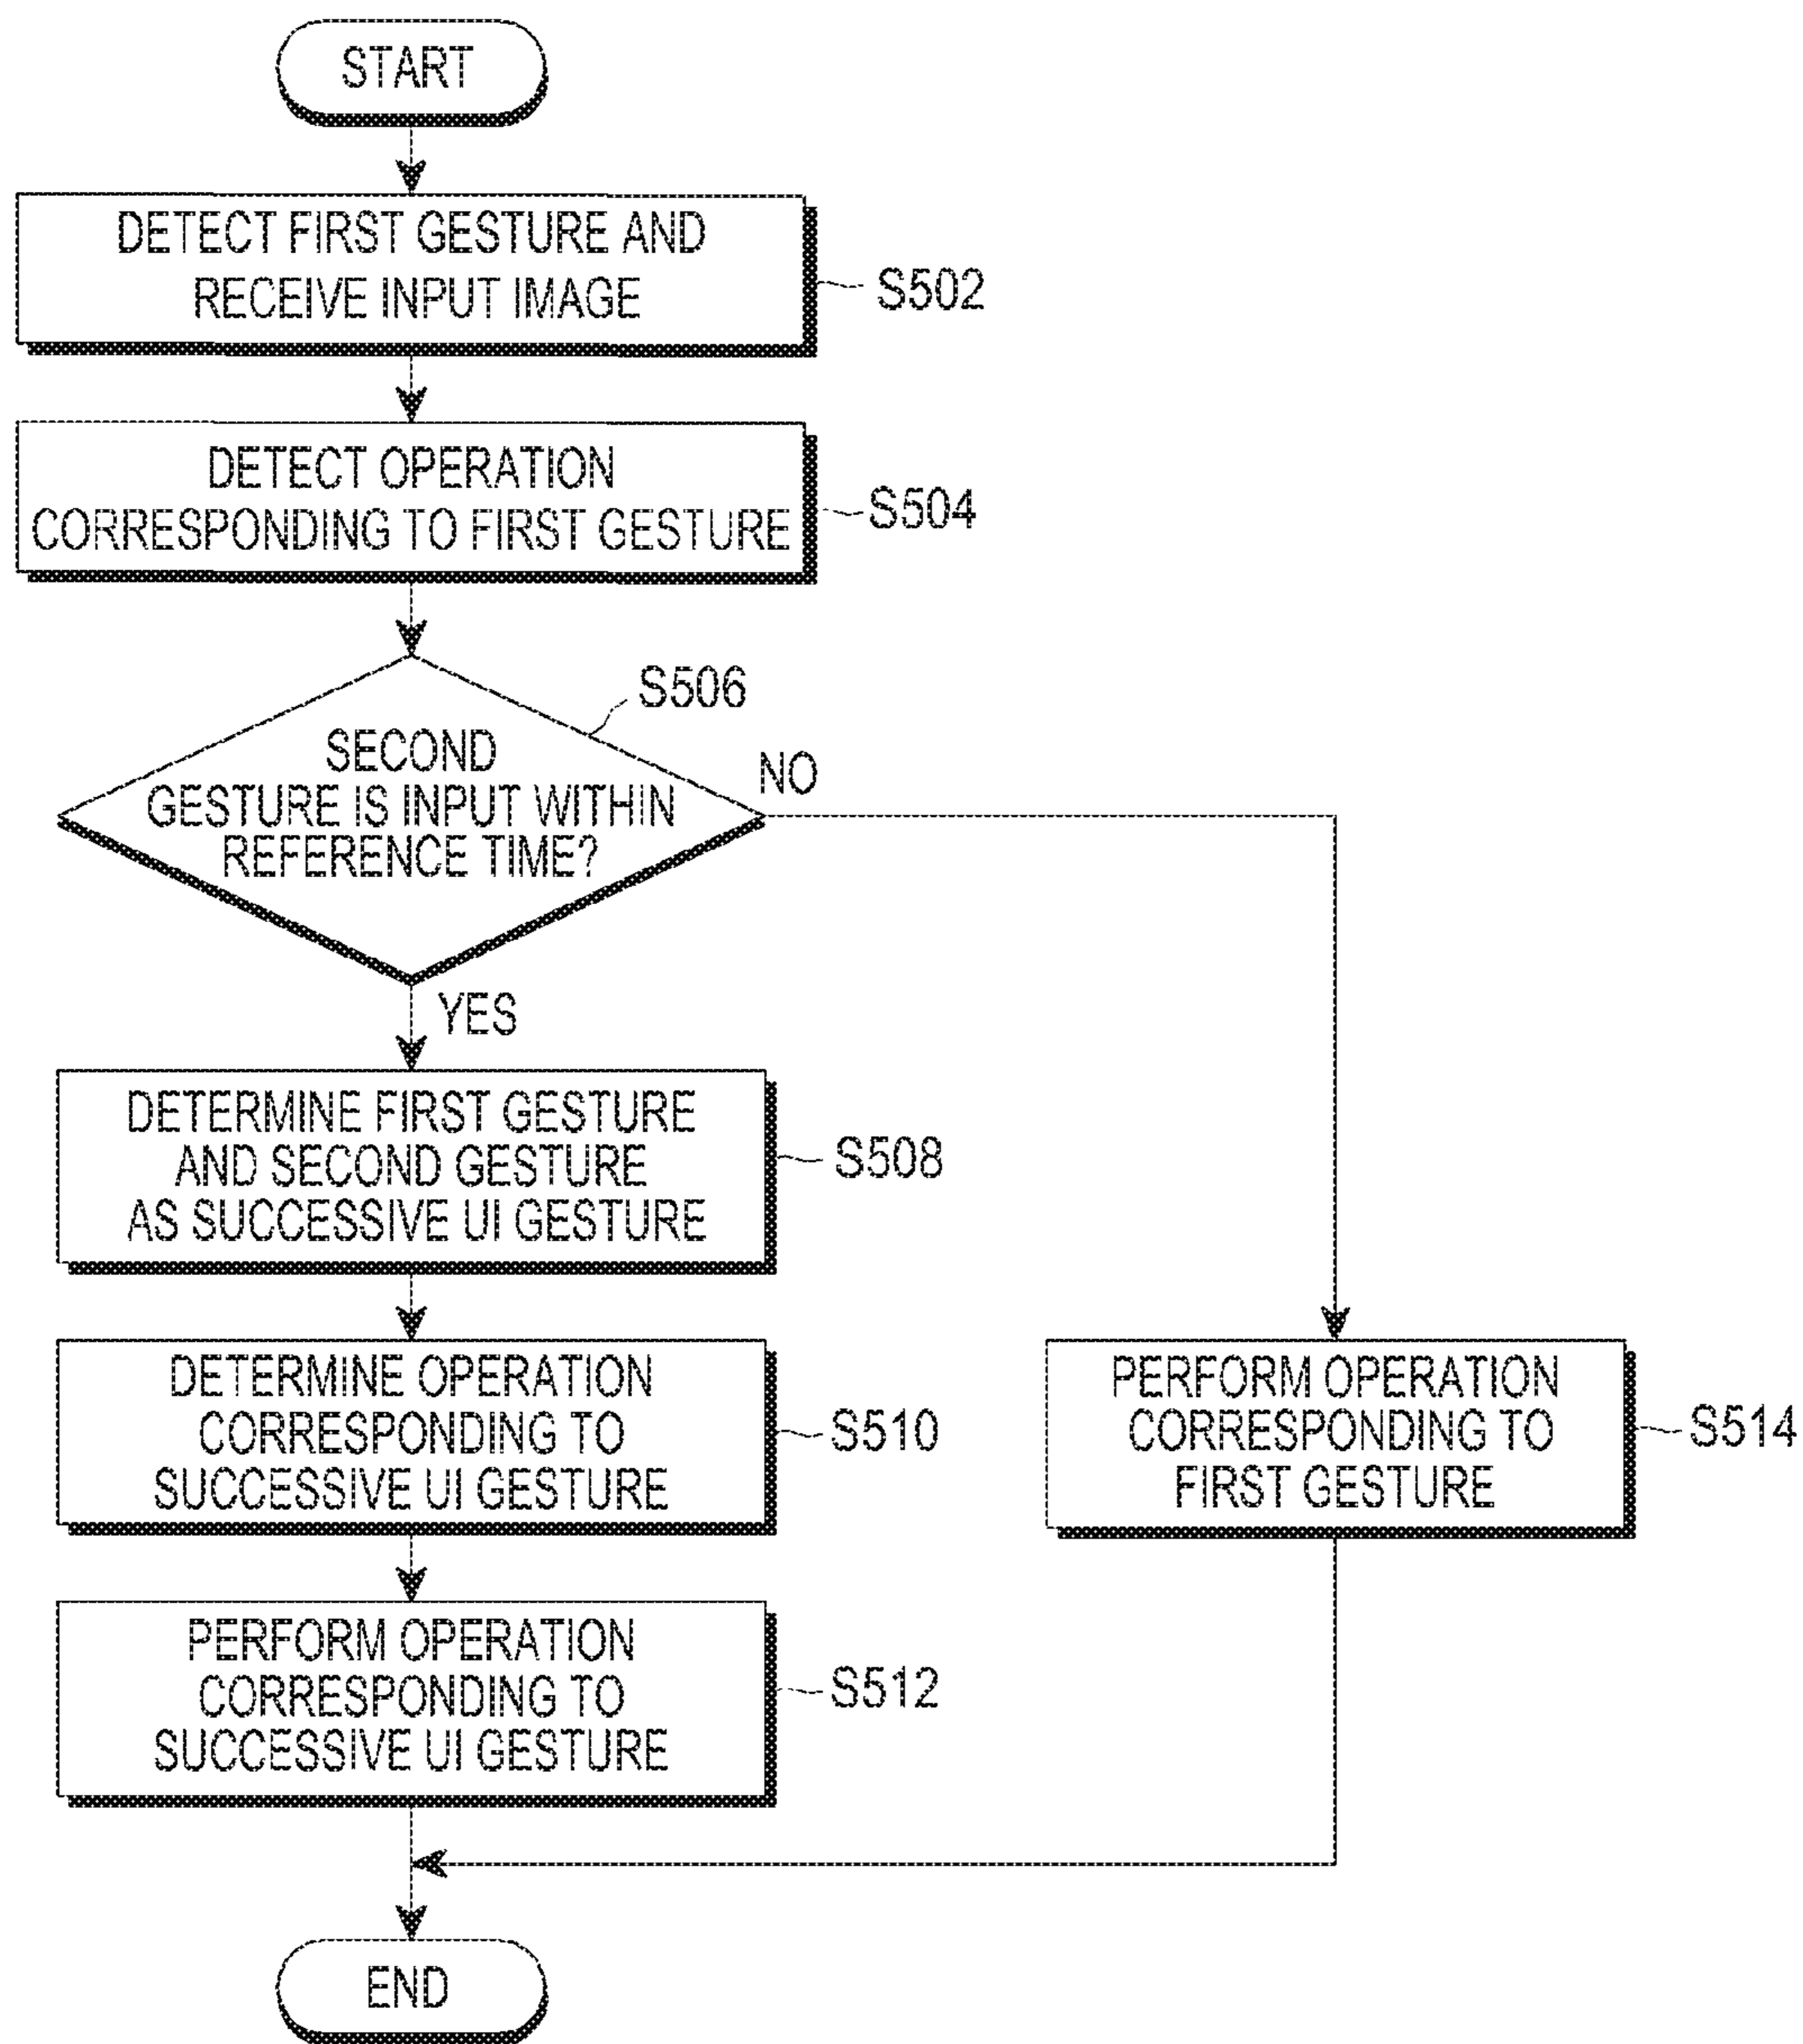 START
DETECT FIRST GESTURE AND
RECEIVE INPUT IMAGE
S502
DETECT OPERATION
CORRESPONDING TO FIRST GESTURE
S504
S506
SECOND
GESTURE IS INPUT WITHIN
REFERENCE TIME?
NO
YES
DETERMINE FIRST GESTURE
AND SECOND GESTURE
AS SUCCESSIVE UI GESTURE
S508
DETERMINE OPERATION
CORRESPONDING TO
SUCCESSIVE UI GESTURE
S510
PERFORM OPERATION
CORRESPONDING TO
FIRST GESTURE
S514
PERFORM OPERATION
CORRESPONDING TO
SUCCESSIVE UI GESTURE
S512
END